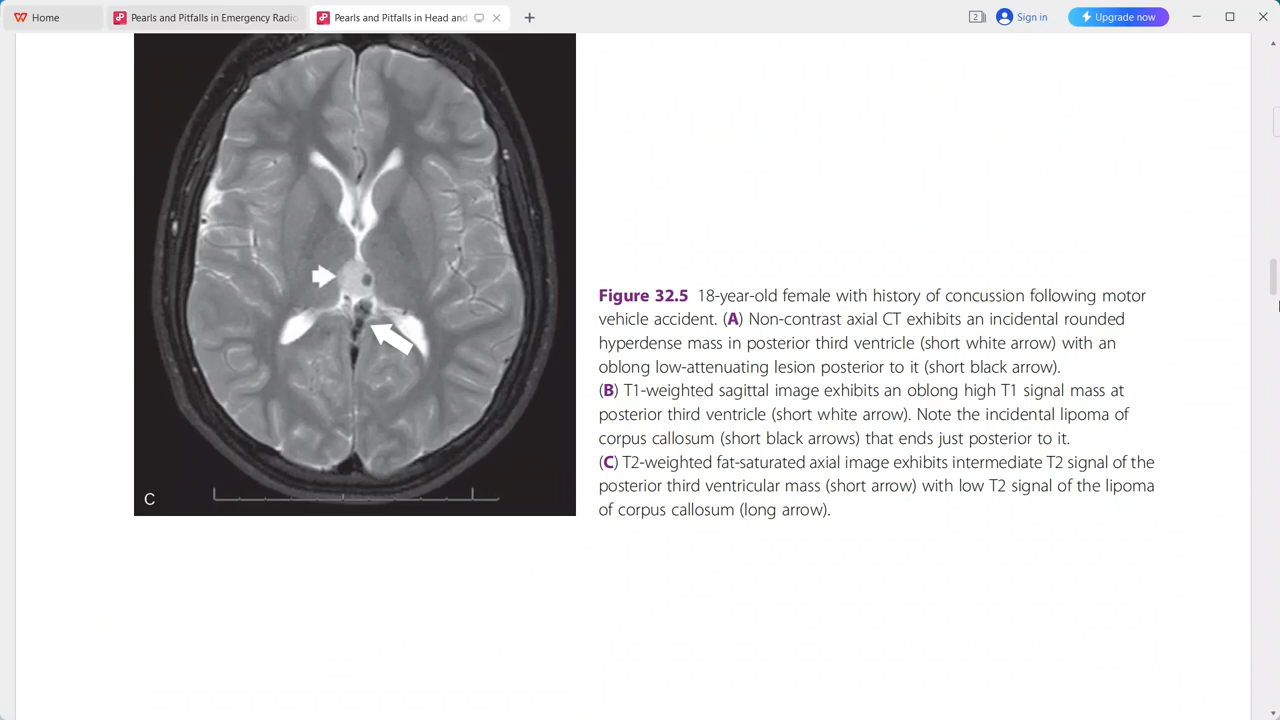 Home
Pearls and Pitfalls in Emergency Radio
Pearls and Pitfalls in Head and
2
Sign in
Upgrade now
Figure 32.5 18-year-old female with history of concussion following motor
vehicle accident. (A) Non-contrast axial CT exhibits an incidental rounded
hyperdense mass in posterior third ventricle (short white arrow) with an
oblong low-attenuating lesion posterior to it (short black arrow).
(B) T1-weighted sagittal image exhibits an oblong high T1 signal mass at
posterior third ventricle (short white arrow). Note the incidental lipoma of
corpus callosum (short black arrows) that ends just posterior to it.
(C) T2-weighted fat-saturated axial image exhibits intermediate T2 signal of the
posterior third ventricular mass (short arrow) with low T2 signal of the lipoma
of corpus callosum (long arrow).
C